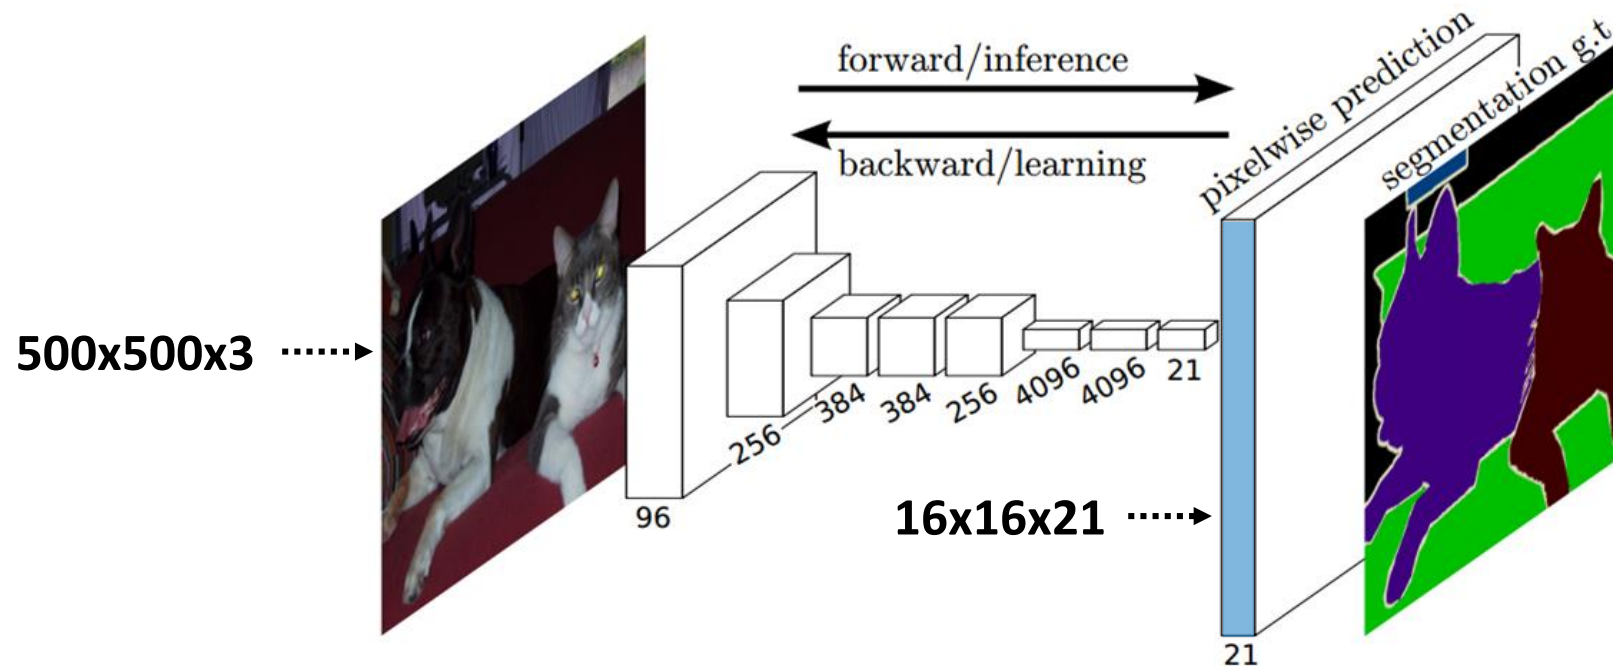 forward/inference
backward/learning
pixelwise prediction
segmentation g.t
500x500x3
96
256
384
384
256
4096
4096
21
16x16x21
21